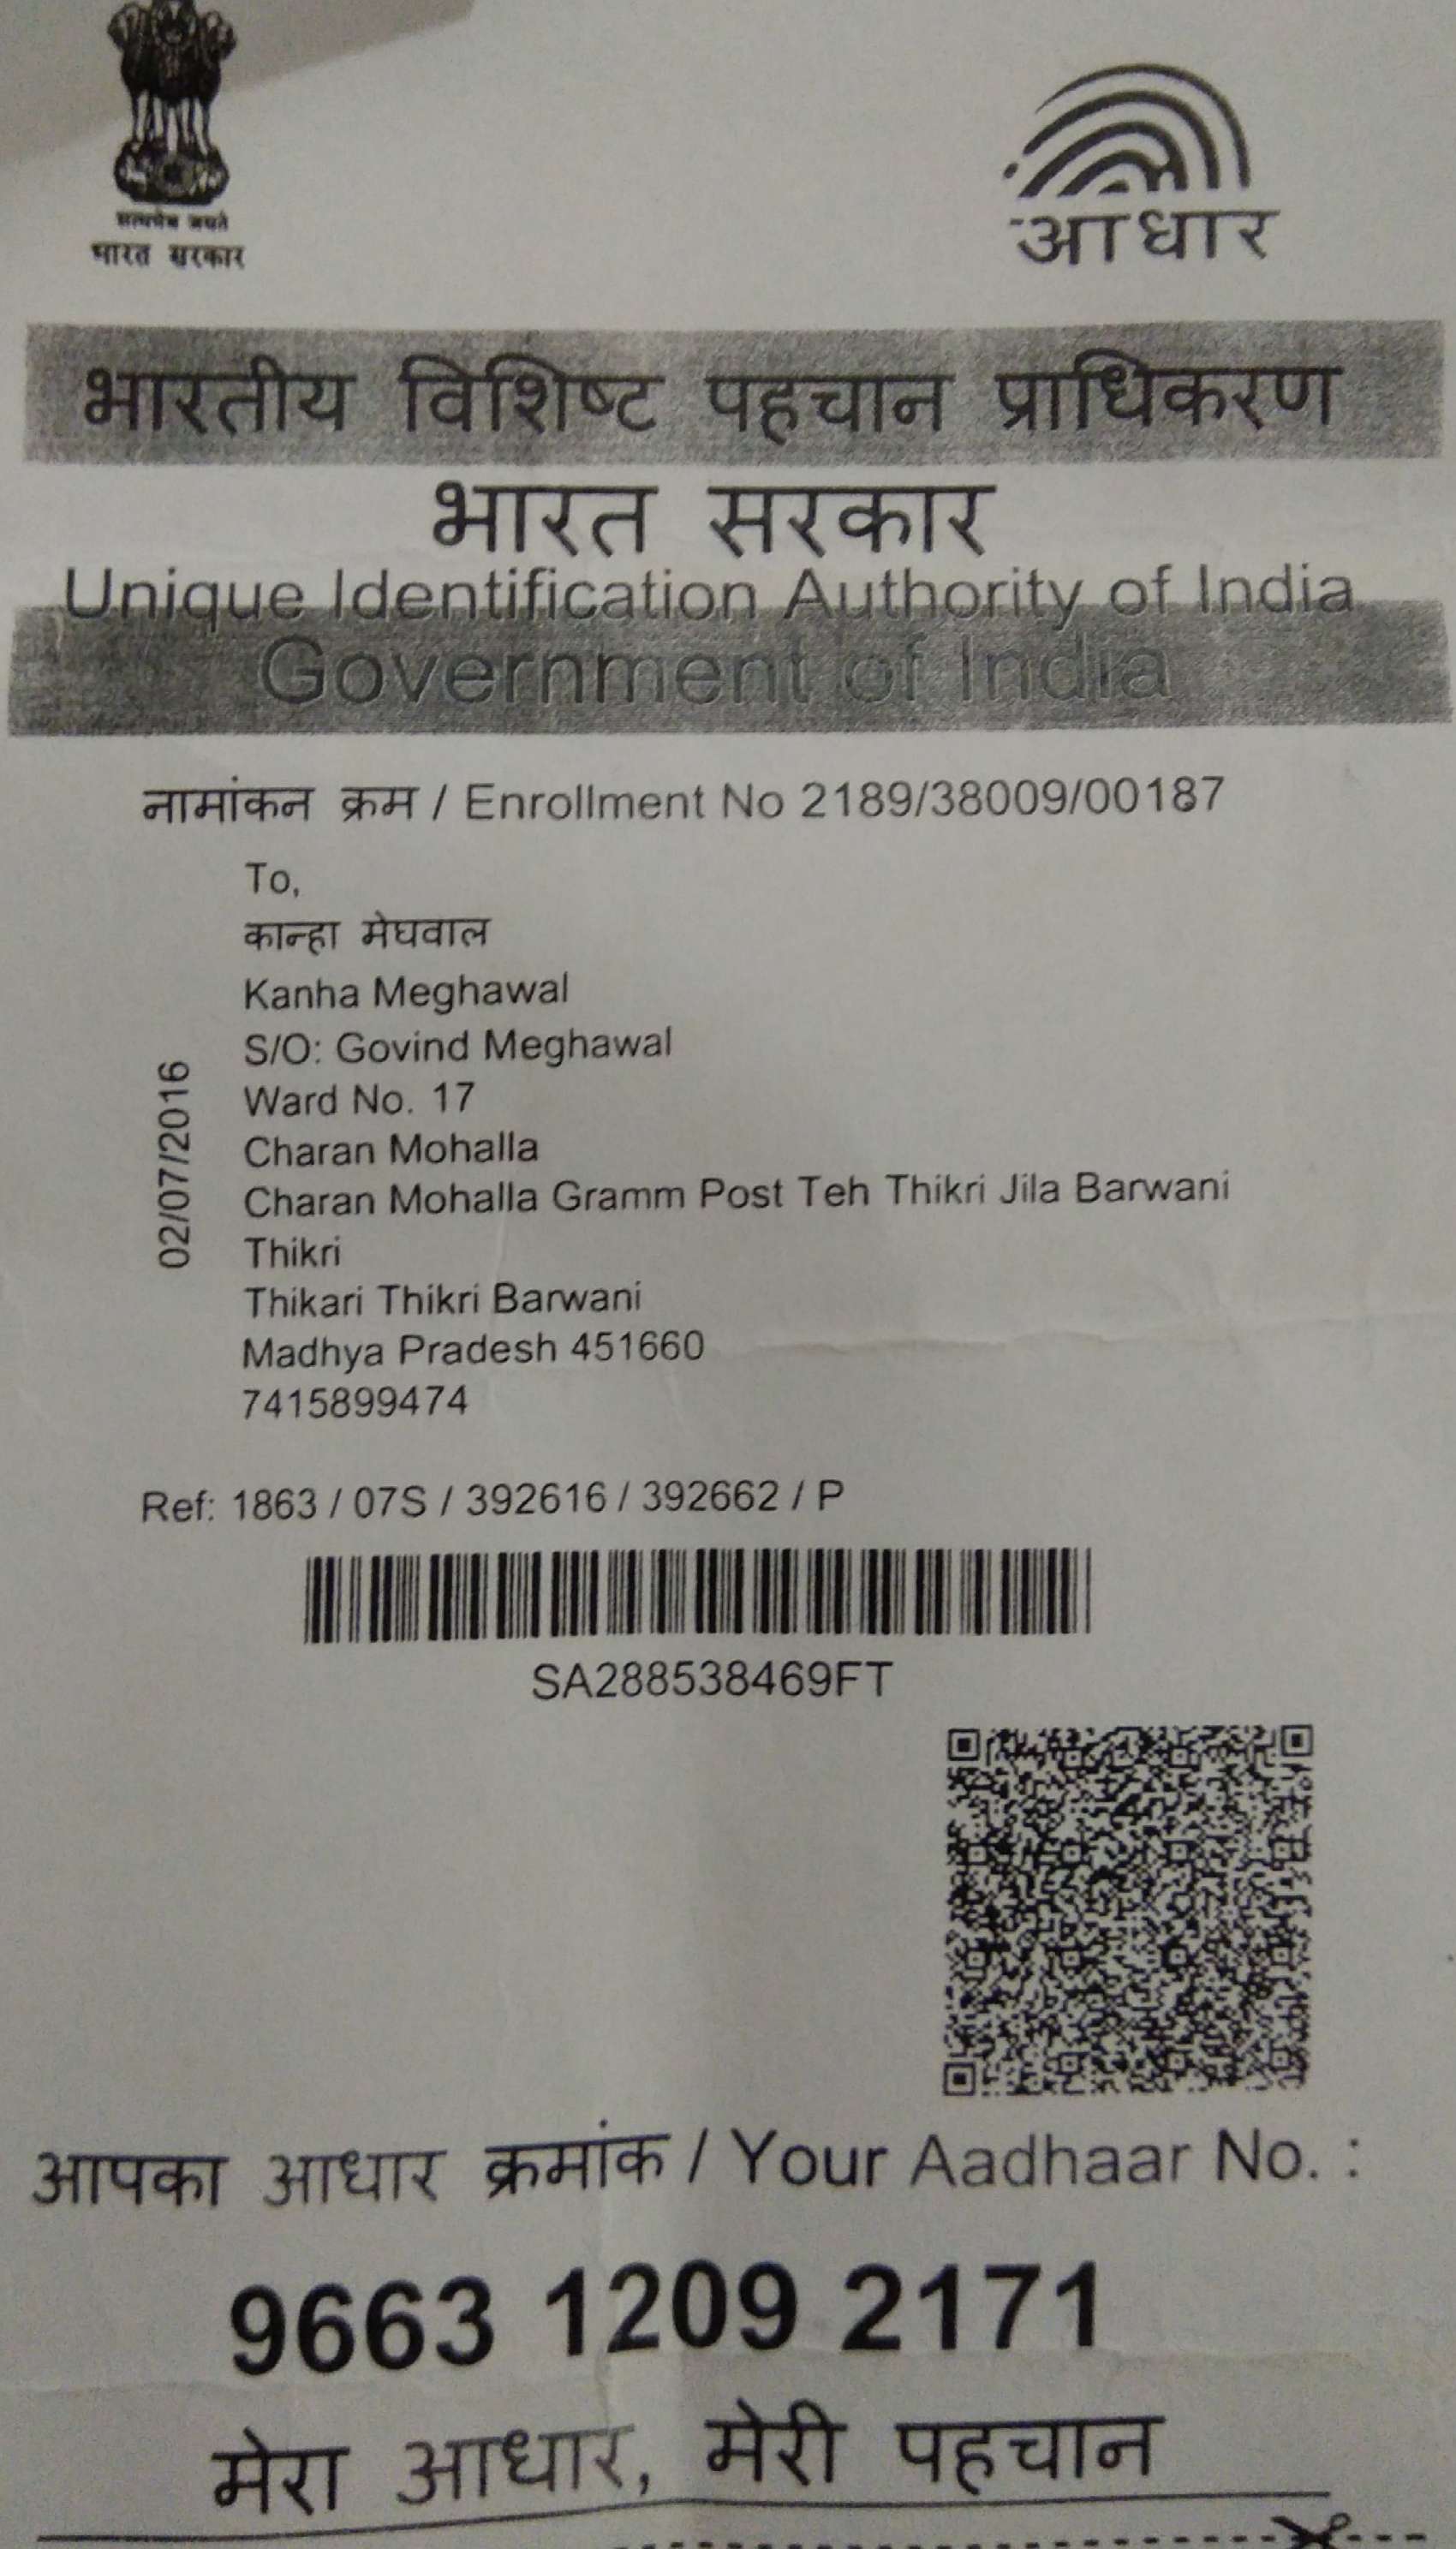 सत्यमेव जयते
भारत सरकार
आधार
भारतीय विशिष्ट पहचान प्राधिकरण
भारत सरकार
Unique Identification Authority of India
Government of India
नामांकन क्रम / Enrollment No 2189/38009/00187
To,
कान्हा मेघवाल
Kanha Meghawal
S/O: Govind Meghawal
Ward No. 17
Charan Mohalla
Charan Mohalla Gramm Post Teh Thikri Jila Barwani
Thikri
Thikari Thikri Barwani
Madhya Pradesh 451660
7415899474
02/07/2016
Ref: 1863 / 07S / 392616 / 392662 / P
SA288538469FT
आपका आधार क्रमांक / Your Aadhaar No. :
9663 1209 2171
मेरा आधार, मेरी पहचान